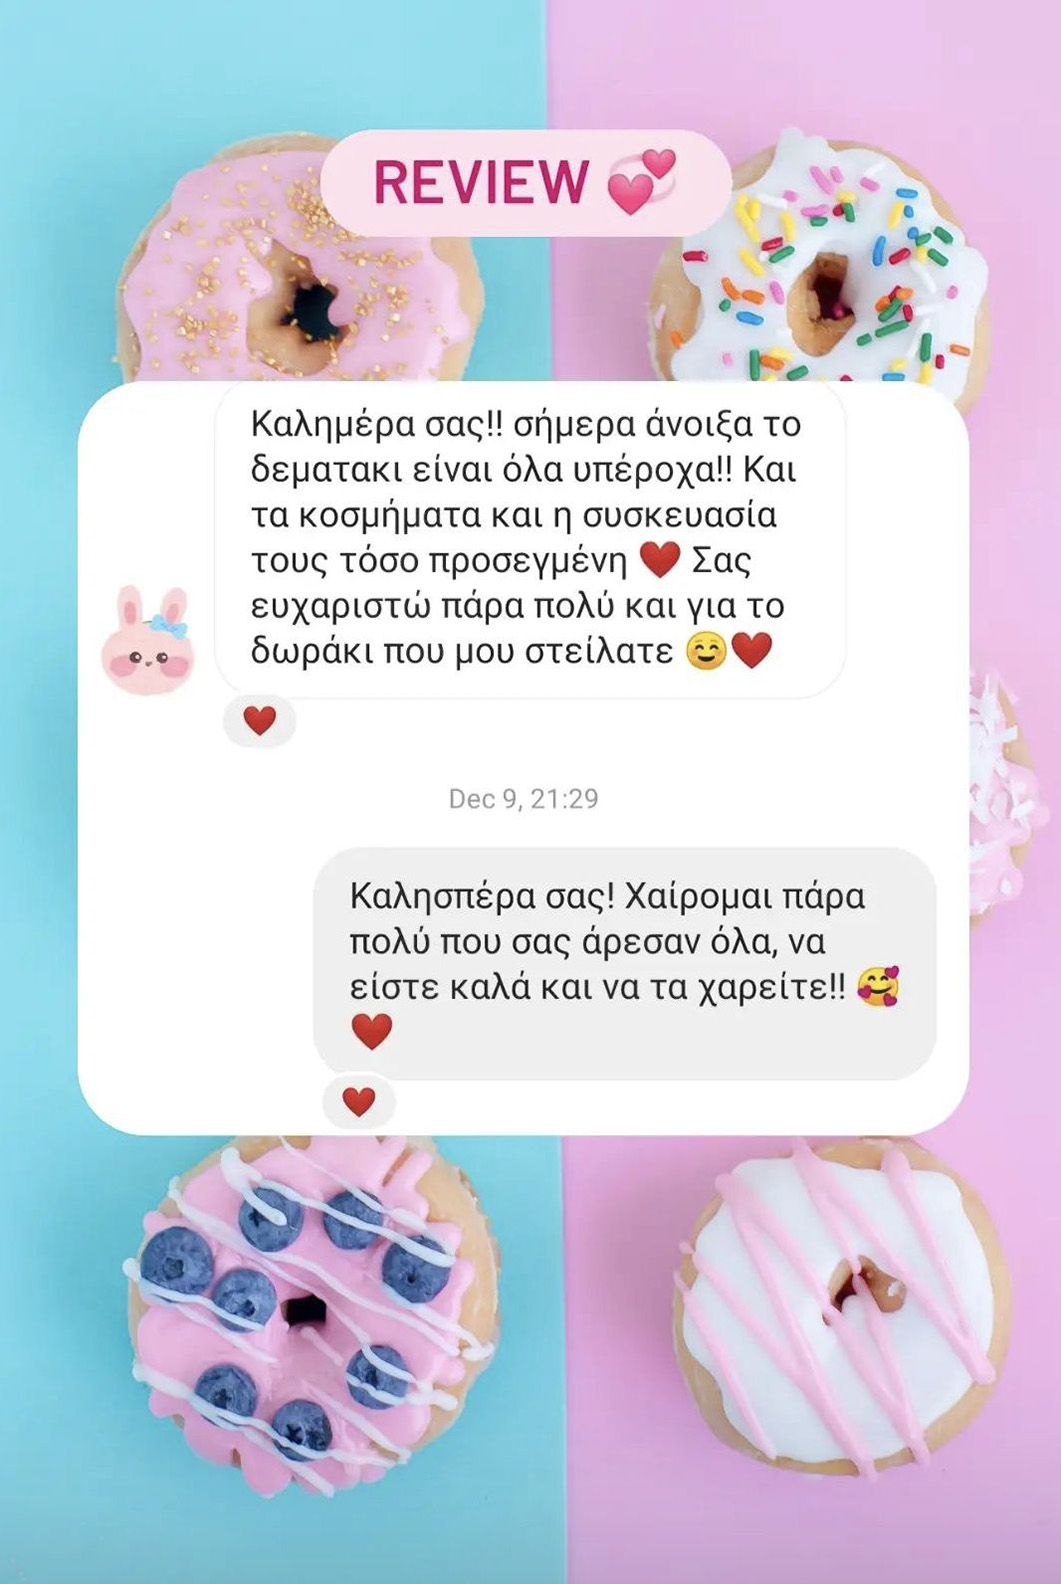 REVIEW 💞
Καλημέρα σας!! σήμερα άνοιξα το
δεματακι είναι όλα υπέροχα!! Και
τα κοσμήματα και η συσκευασία
τους τόσο προσεγμένη ❤️ Σας
ευχαριστώ πάρα πολύ και για το
δωράκι που μου στείλατε ☺️❤️
❤️
Dec 9, 21:29
Καλησπέρα σας! Χαίρομαι πάρα
πολύ που σας άρεσαν όλα, να
είστε καλά και να τα χαρείτε!! 🥰
❤️
❤️